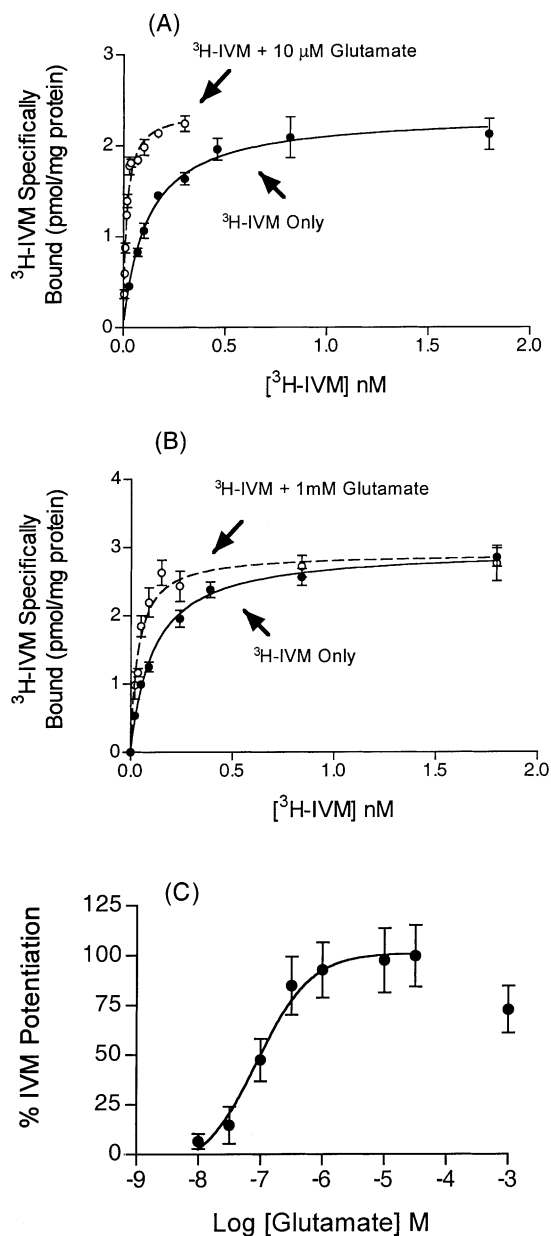 (A)
³H-IVM + 10 μM Glutamate
³H-IVM Specifically
Bound (pmol/mg protein)
3
2
1
0
³H-IVM Only
0.0 0.5 1.0 1.5 2.0
[³H-IVM] nM
(B)
³H-IVM + 1mM Glutamate
³H-IVM Specifically
Bound (pmol/mg protein)
4
3
2
1
0
³H-IVM Only
0.0 0.5 1.0 1.5 2.0
[³H-IVM] nM
(C)
% IVM Potentiation
125
100
75
50
25
0
-9 -8 -7 -6 -5 -4 -3
Log [Glutamate] M